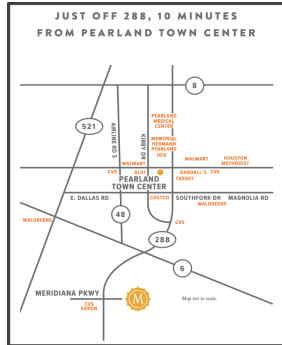 JUST OFF 288, 10 MINUTES
FROM PEARLAND TOWN CENTER
8
PEARLAND
MEDICAL
CENTER
521
AIRLINE RD S
KIRBY DR
MEMORIAL
HERMANN
PEARLAND
HEB
WALMART
WALMART
HOUSTON
METHODIST
CVS
ALDI
RANDALL'S
CVS
TARGET
PEARLAND
TOWN CENTER
E. DALLAS RD
COSTCO
SOUTHFORK DR
MAGNOLIA RD
WALGREENS
WALGREENS
48
CVS
288
6
MERIDIANA PKWY
M
Map not to scale.
CVS
EXXON